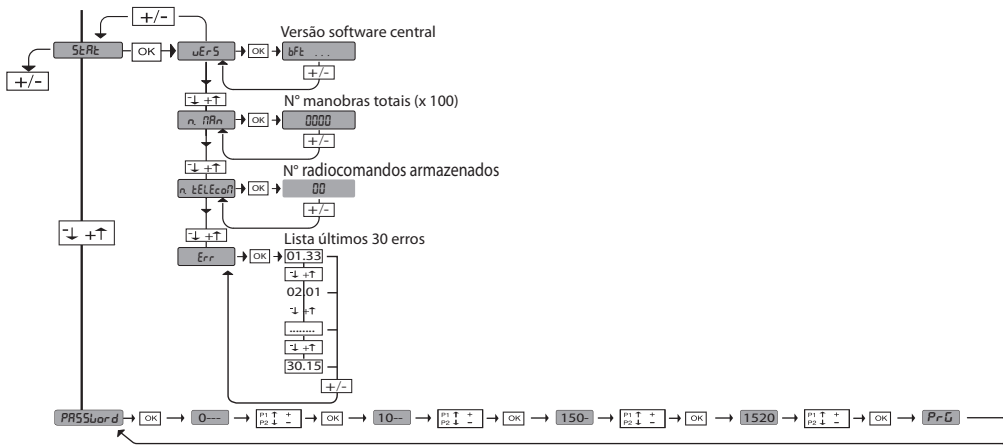 +/-
Versão software central
StAt OK vErS OK bFt ...
+/-
+/-
-↓ +↑
N° manobras totais (x 100)
n. MAn OK 0000
+/-
-↓ +↑
N° radiocomandos armazenados
n. tELEcoM OK 00
+/-
-↓ +↑
-↓ +↑
Lista últimos 30 erros
Err OK 01.33
-↓ +↑
02.01
-↓ +↑
........
-↓ +↑
30.15
+/-
PASSword OK 0--- P1 ↑ + OK 10-- P1 ↑ + OK 150- P1 ↑ + OK 1520 P1 ↑ + OK PrG
P2 ↓ - P2 ↓ - P2 ↓ - P2 ↓ -